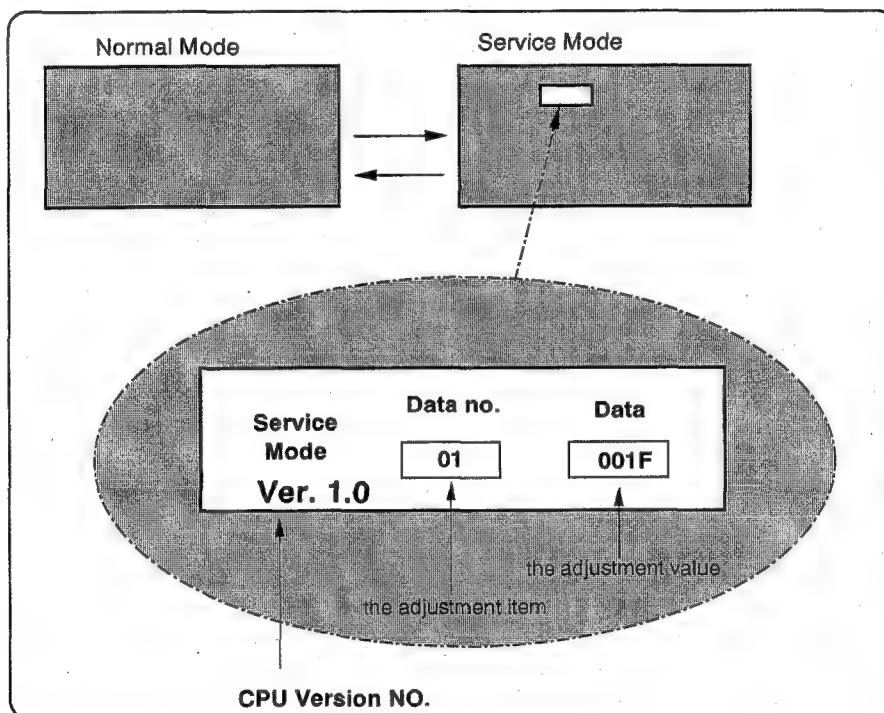 Normal Mode
Service Mode
Data no.
Data
Service
Mode
01
001F
Ver. 1.0
the adjustment value
the adjustment item
CPU Version NO.